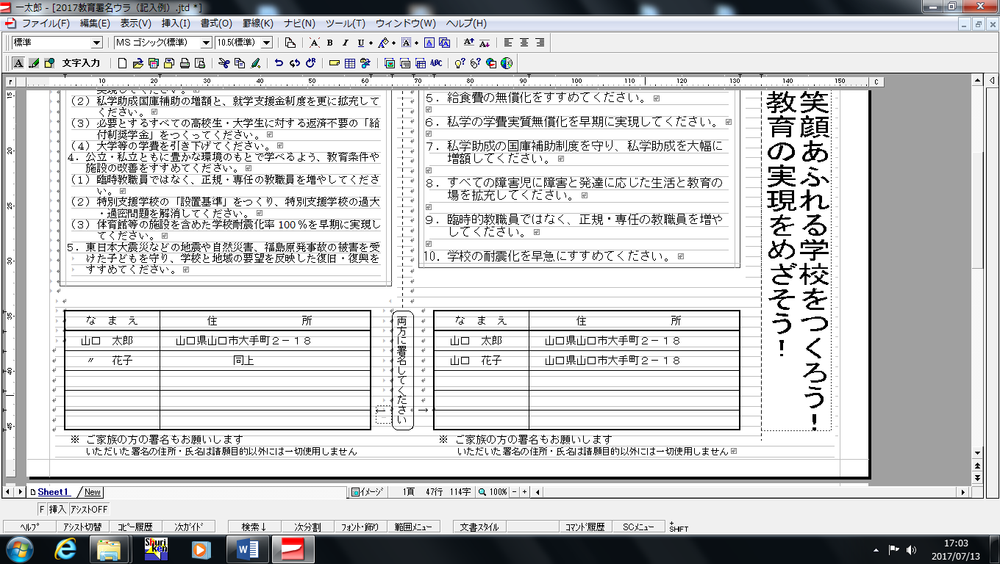 一太郎 - [2017教育署名ウラ（記入例）.jtd *]
ファイル(F) 編集(E) 表示(V) 挿入(I) 書式(O) 罫線(K) ナビ(N) ツール(T) ウィンドウ(W) ヘルプ(H)
標準 MS ゴシック(標準) 10.5(標準)
文字入力
10 20 30 40 50 60 70 80 90 100 110 120 130 140 150
笑顔あふれる学校をつくろう！
教育の実現をめざそう！
実現してください。
（2）私学助成国庫補助の増額と、就学支援金制度を更に拡充して
ください。
（3）必要とするすべての高校生・大学生に対する返済不要の「給
付制奨学金」をつくってください。
（4）大学等の学費を引き下げてください。
4．公立・私立ともに豊かな環境のもとで学べるよう、教育条件や
施設の改善をすすめてください。
（1）臨時教職員ではなく、正規・専任の教職員を増やしてくださ
い。
（2）特別支援学校の「設置基準」をつくり、特別支援学校の過大
・過密問題を解消してください。
（3）体育館等の施設を含めた学校耐震化率100％を早期に実現し
てください。
5．東日本大震災などの地震や自然災害、福島原発事故の被害を受
けた子どもを守り、学校と地域の要望を反映した復旧・復興を
すすめてください。
5．給食費の無償化をすすめてください。
6．私学の学費実質無償化を早期に実現してください。
7．私学助成の国庫補助制度を守り、私学助成を大幅に
増額してください。
8．すべての障害児に障害と発達に応じた生活と教育の
場を拡充してください。
9．臨時的教職員ではなく、正規・専任の教職員を増や
してください。
10．学校の耐震化を早急にすすめてください。
な ま え 住 所
山口 太郎 山口県山口市大手町２－１８
〃 花子 同上
両方に署名してください
← →
な ま え 住 所
山口 太郎 山口県山口市大手町２－１８
山口 花子 山口県山口市大手町２－１８
※ ご家族の方の署名もお願いします
いただいた署名の住所・氏名は請願目的以外には一切使用しません
※ ご家族の方の署名もお願いします
いただいた署名の住所・氏名は請願目的以外には一切使用しません
Sheet1 New イメージ 1頁 47行 114字 100%
F 挿入 アシストOFF
ヘルプ アシスト切替 コピー履歴 次ガイド 検索↓ 次分割 フォント・飾り 範囲メニュー 文書スタイル コマンド履歴 SCメニュー + SHIFT
Shuriken
17:03
2017/07/13